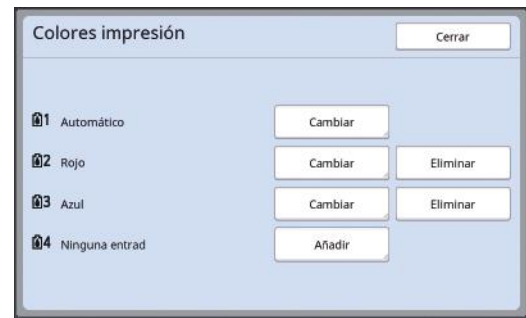 Colores impresión
Cerrar
1 Automático Cambiar
2 Rojo Cambiar Eliminar
3 Azul Cambiar Eliminar
4 Ninguna entrad Añadir